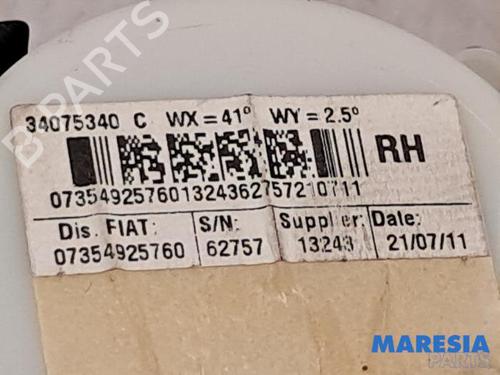 34075340 C WX = 41° WY = 2.5°
RH
07354925760132436275721O711
Dis. FIAT: S/N: Supplier: Date:
07354925760 62757 13243 21/07/11
B PARTS
MARESIA
PARTS